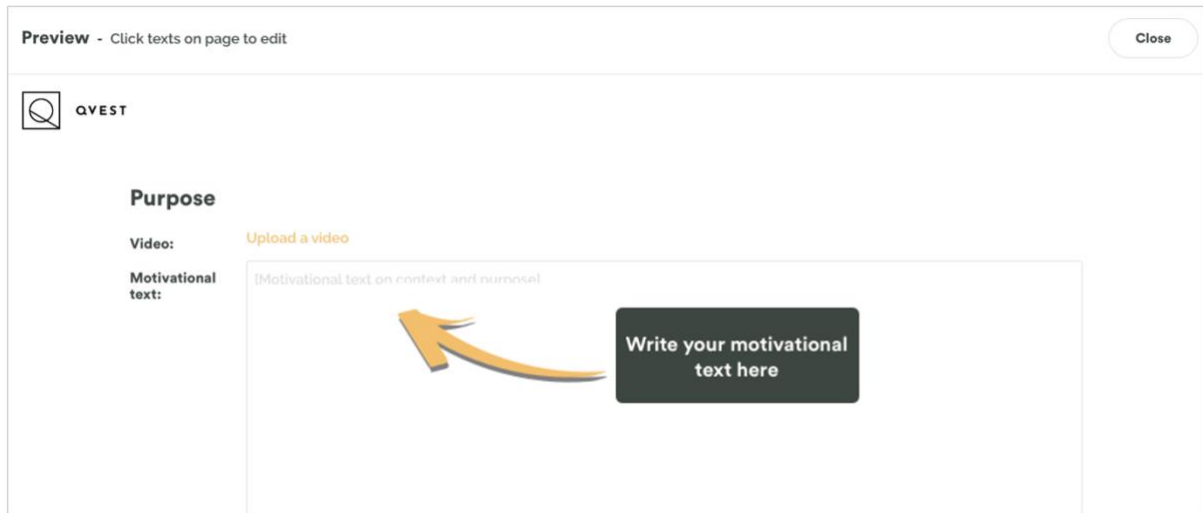 Preview - Click texts on page to edit
Close
QVEST
Purpose
Video:
Upload a video
Motivational
text:
[Motivational text on context and purpose]
Write your motivational
text here